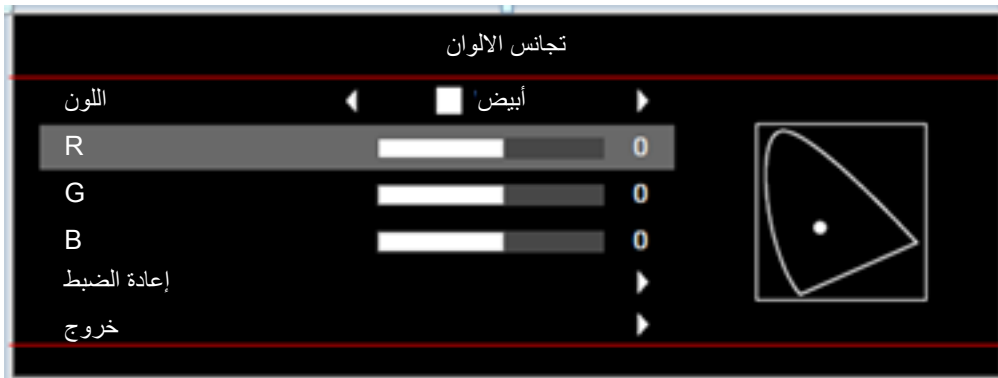 تجانس الالوان
اللون أبيض
R 0
G 0
B 0
إعادة الضبط
خروج